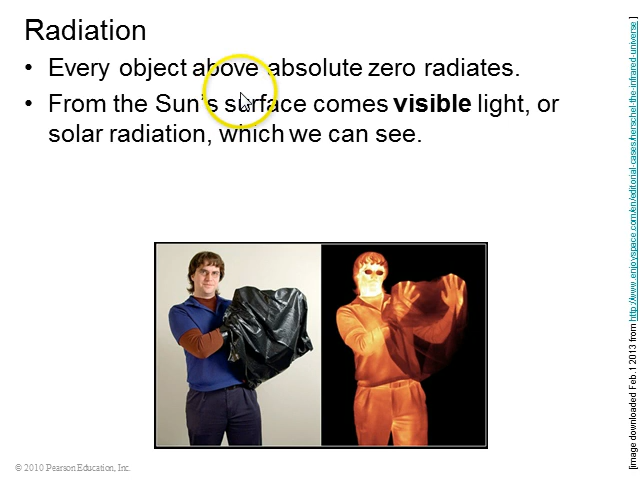 Radiation
• Every object above absolute zero radiates.
• From the Sun's surface comes visible light, or
solar radiation, which we can see.
© 2010 Pearson Education, Inc.
[image downloaded Feb.1 2013 from http://www.enjoyspace.com/en/editorial-cases/herschel-the-infrared-universe ]